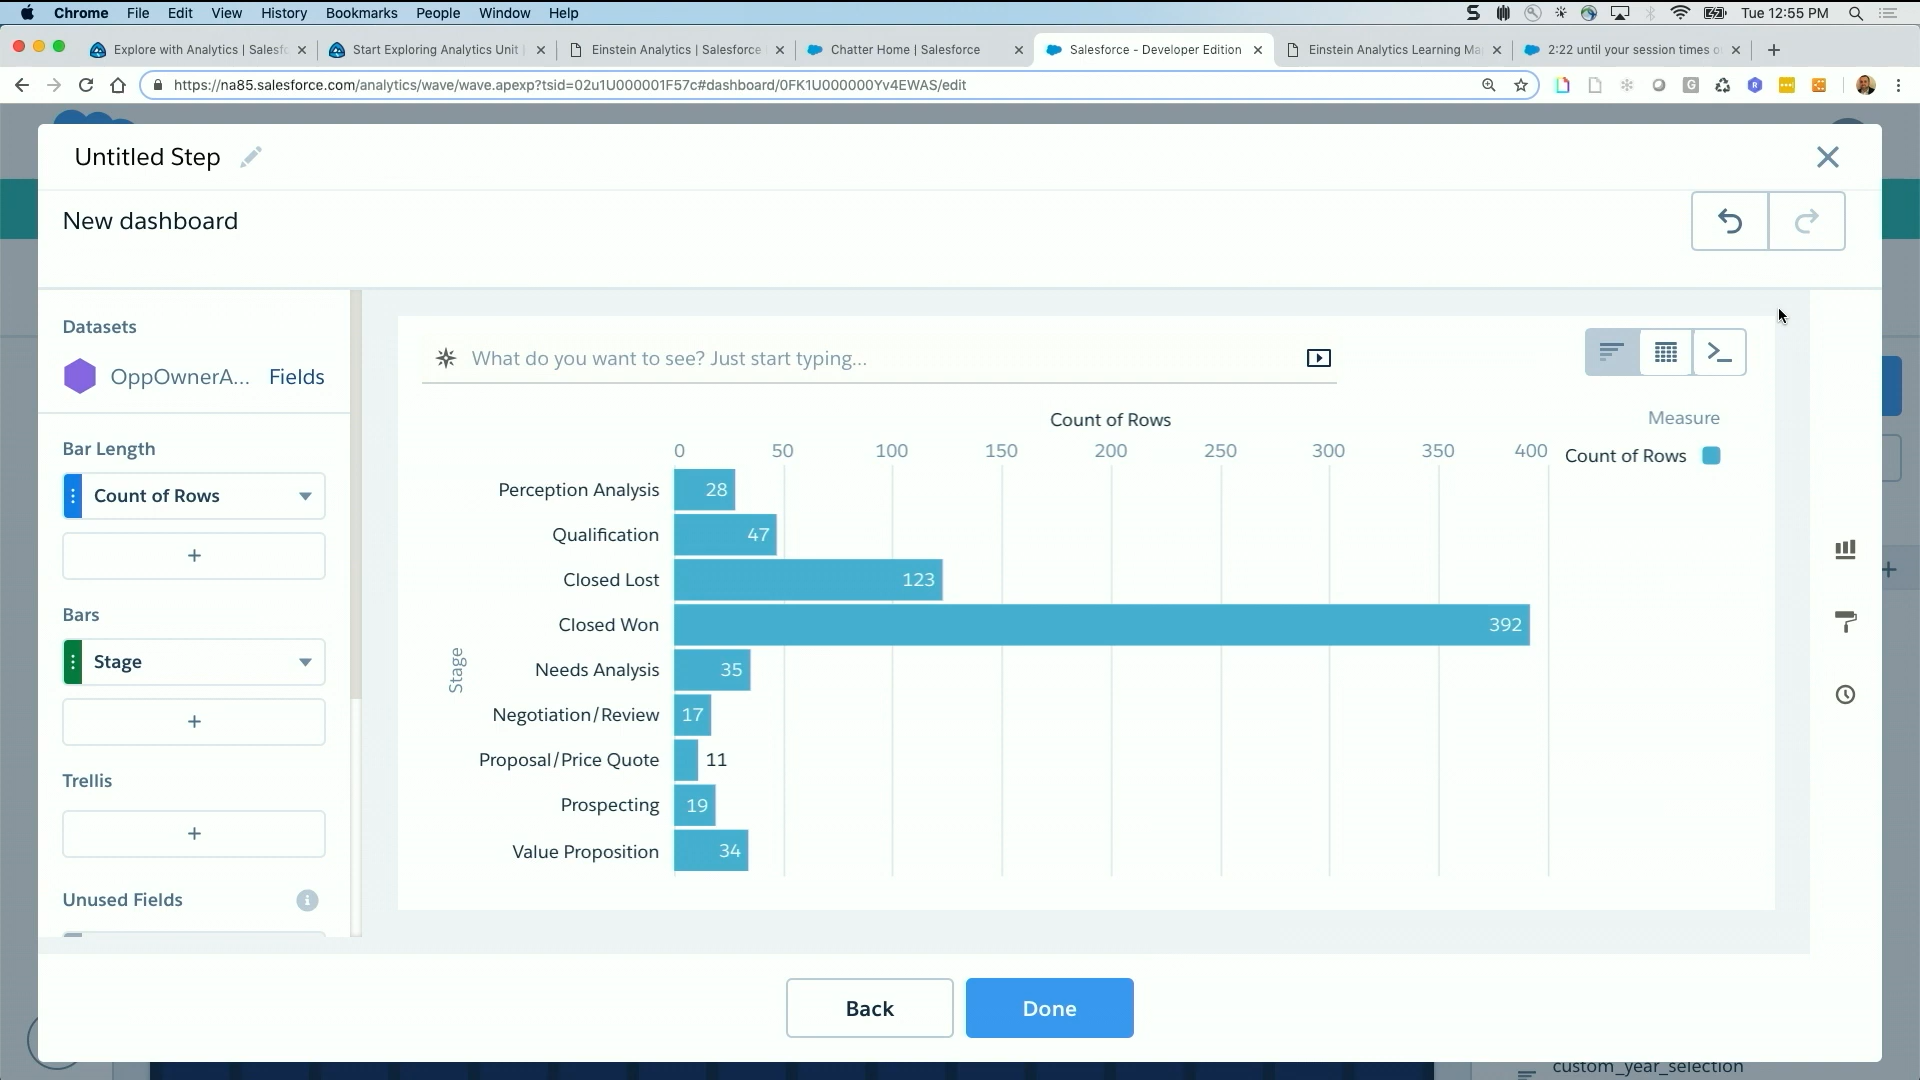 Chrome File Edit View History Bookmarks People Window Help Tue 12:55 PM
Explore with Analytics | Salesf
Start Exploring Analytics Unit
Einstein Analytics | Salesforce
Chatter Home | Salesforce
Salesforce - Developer Edition
Einstein Analytics Learning Ma
2:22 until your session times o
https://na85.salesforce.com/analytics/wave/wave.apexp?tsid=02u1U000001F57c#dashboard/0FK1U000000Yv4EWAS/edit
Untitled Step
New dashboard
Datasets
OppOwnerA... Fields
Bar Length
Count of Rows
+
Bars
Stage
+
Trellis
+
Unused Fields
What do you want to see? Just start typing...
Count of Rows
0 50 100 150 200 250 300 350 400
Measure
Count of Rows
Stage
Perception Analysis 28
Qualification 47
Closed Lost 123
Closed Won 392
Needs Analysis 35
Negotiation/Review 17
Proposal/Price Quote 11
Prospecting 19
Value Proposition 34
Back
Done
custom_year_selection